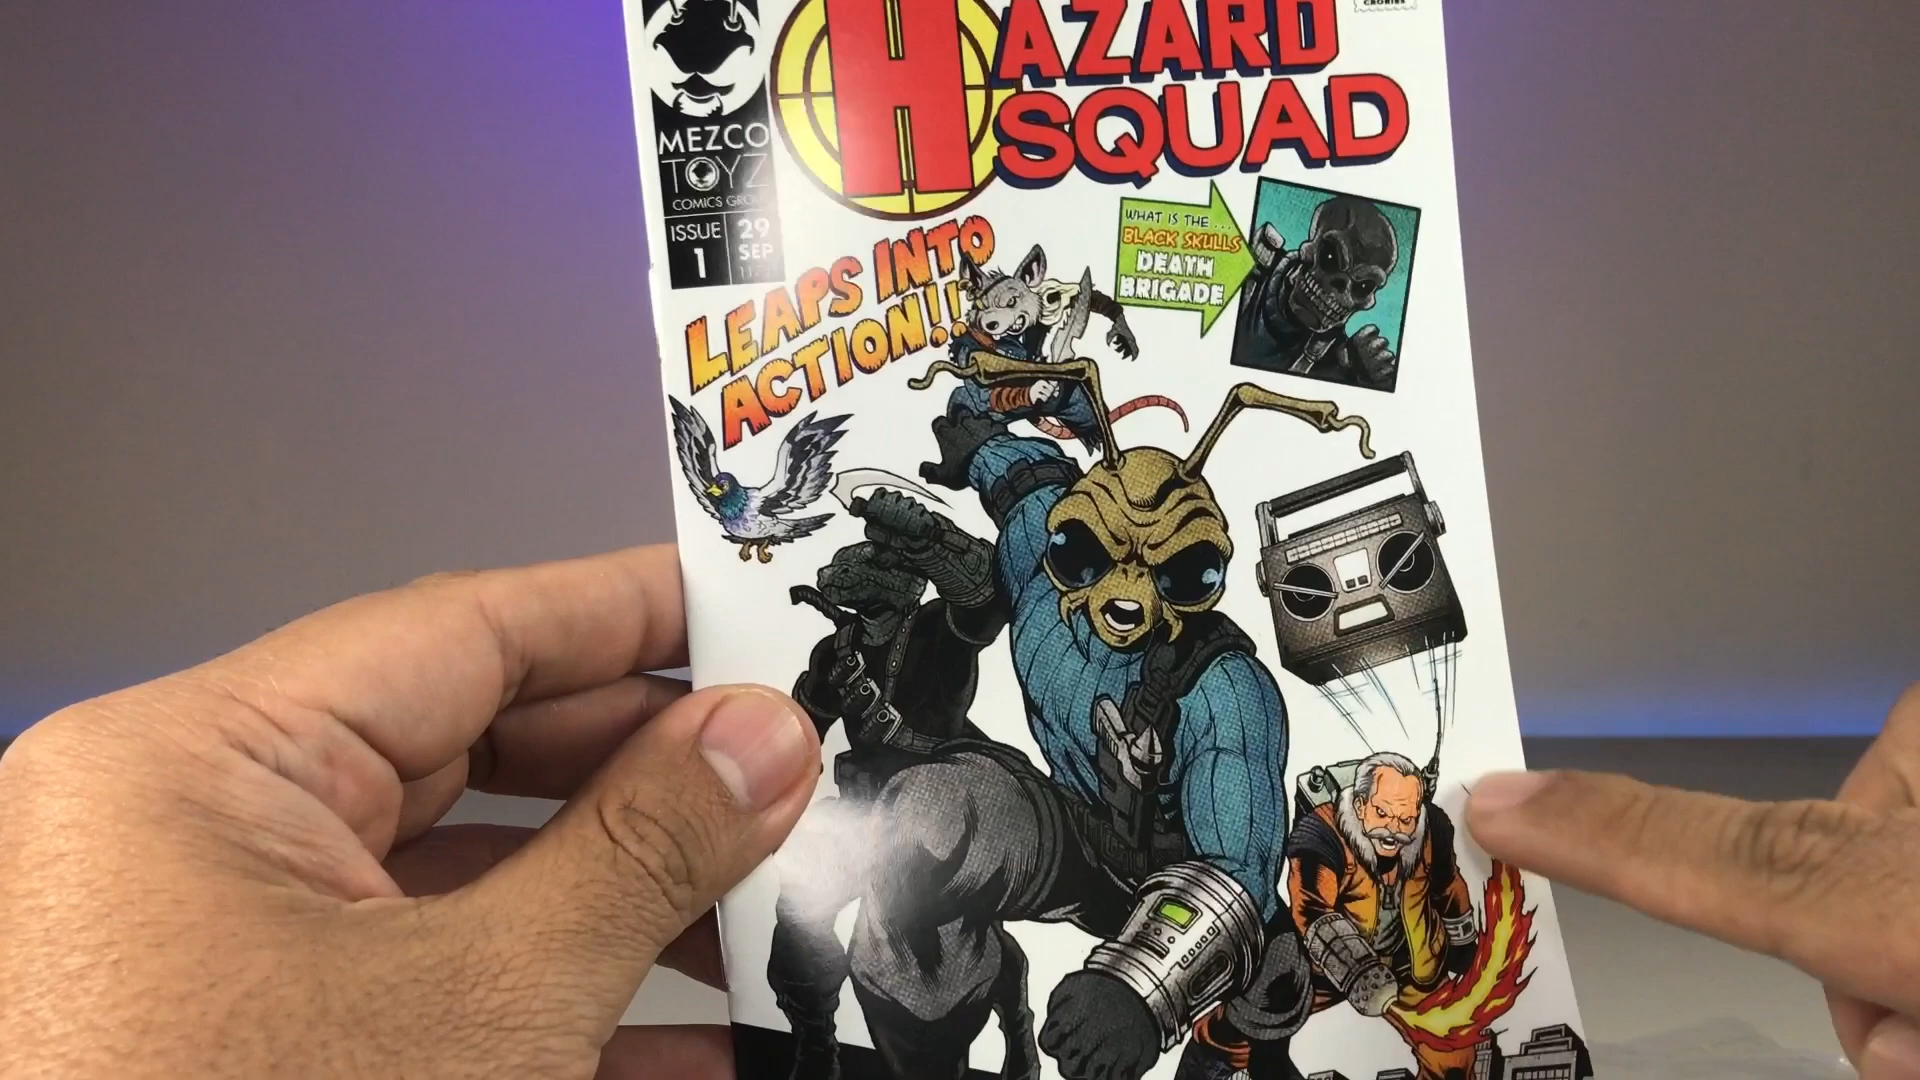 HAZARD
SQUAD
MEZCO
TOYZ
COMICS
ISSUE
1
29
SEP
LEAPS INTO
ACTION!!
WHAT IS THE...
BLACK SKULLS
DEATH
BRIGADE